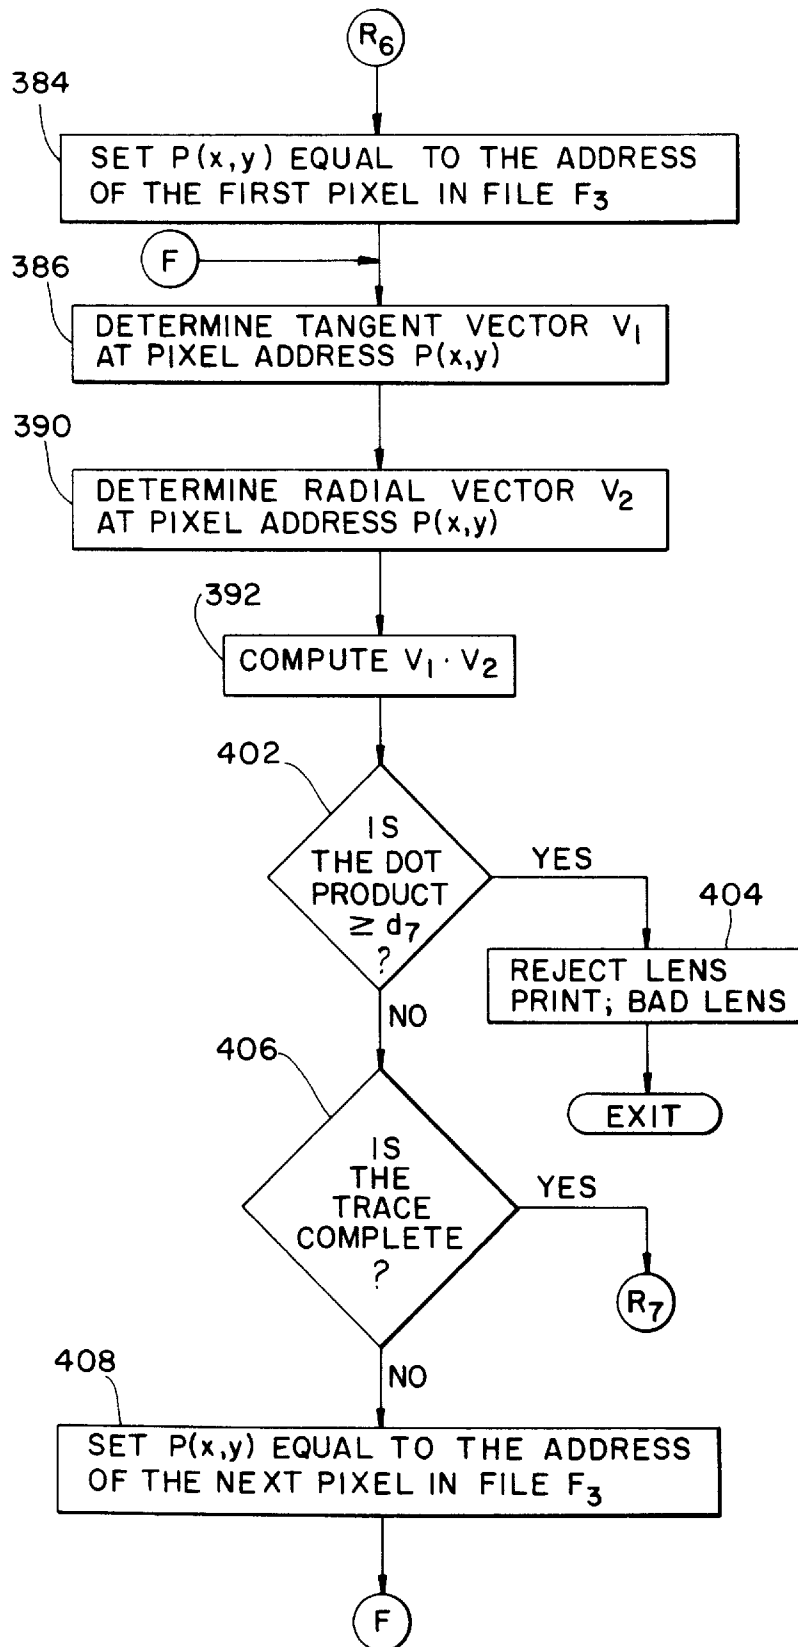 R6
384
SET P(x,y) EQUAL TO THE ADDRESS
OF THE FIRST PIXEL IN FILE F3
F
386
DETERMINE TANGENT VECTOR V1
AT PIXEL ADDRESS P(x,y)
390
DETERMINE RADIAL VECTOR V2
AT PIXEL ADDRESS P(x,y)
392
COMPUTE V1 · V2
402
IS
THE DOT
PRODUCT
≥ d7
?
YES
404
REJECT LENS
PRINT; BAD LENS
NO
EXIT
406
IS
THE
TRACE
COMPLETE
?
YES
R7
NO
408
SET P(x,y) EQUAL TO THE ADDRESS
OF THE NEXT PIXEL IN FILE F3
F